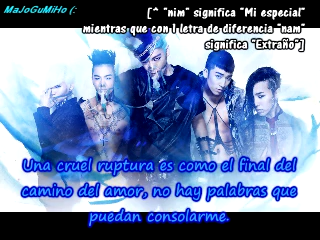 MaJoGuMiHo (:
[^ "nim" significa "Mi especial"
mientras que con 1 letra de diferencia "nam"
significa "Extraño"]
Una cruel ruptura es como el final del
camino del amor, no hay palabras que
puedan consolarme.